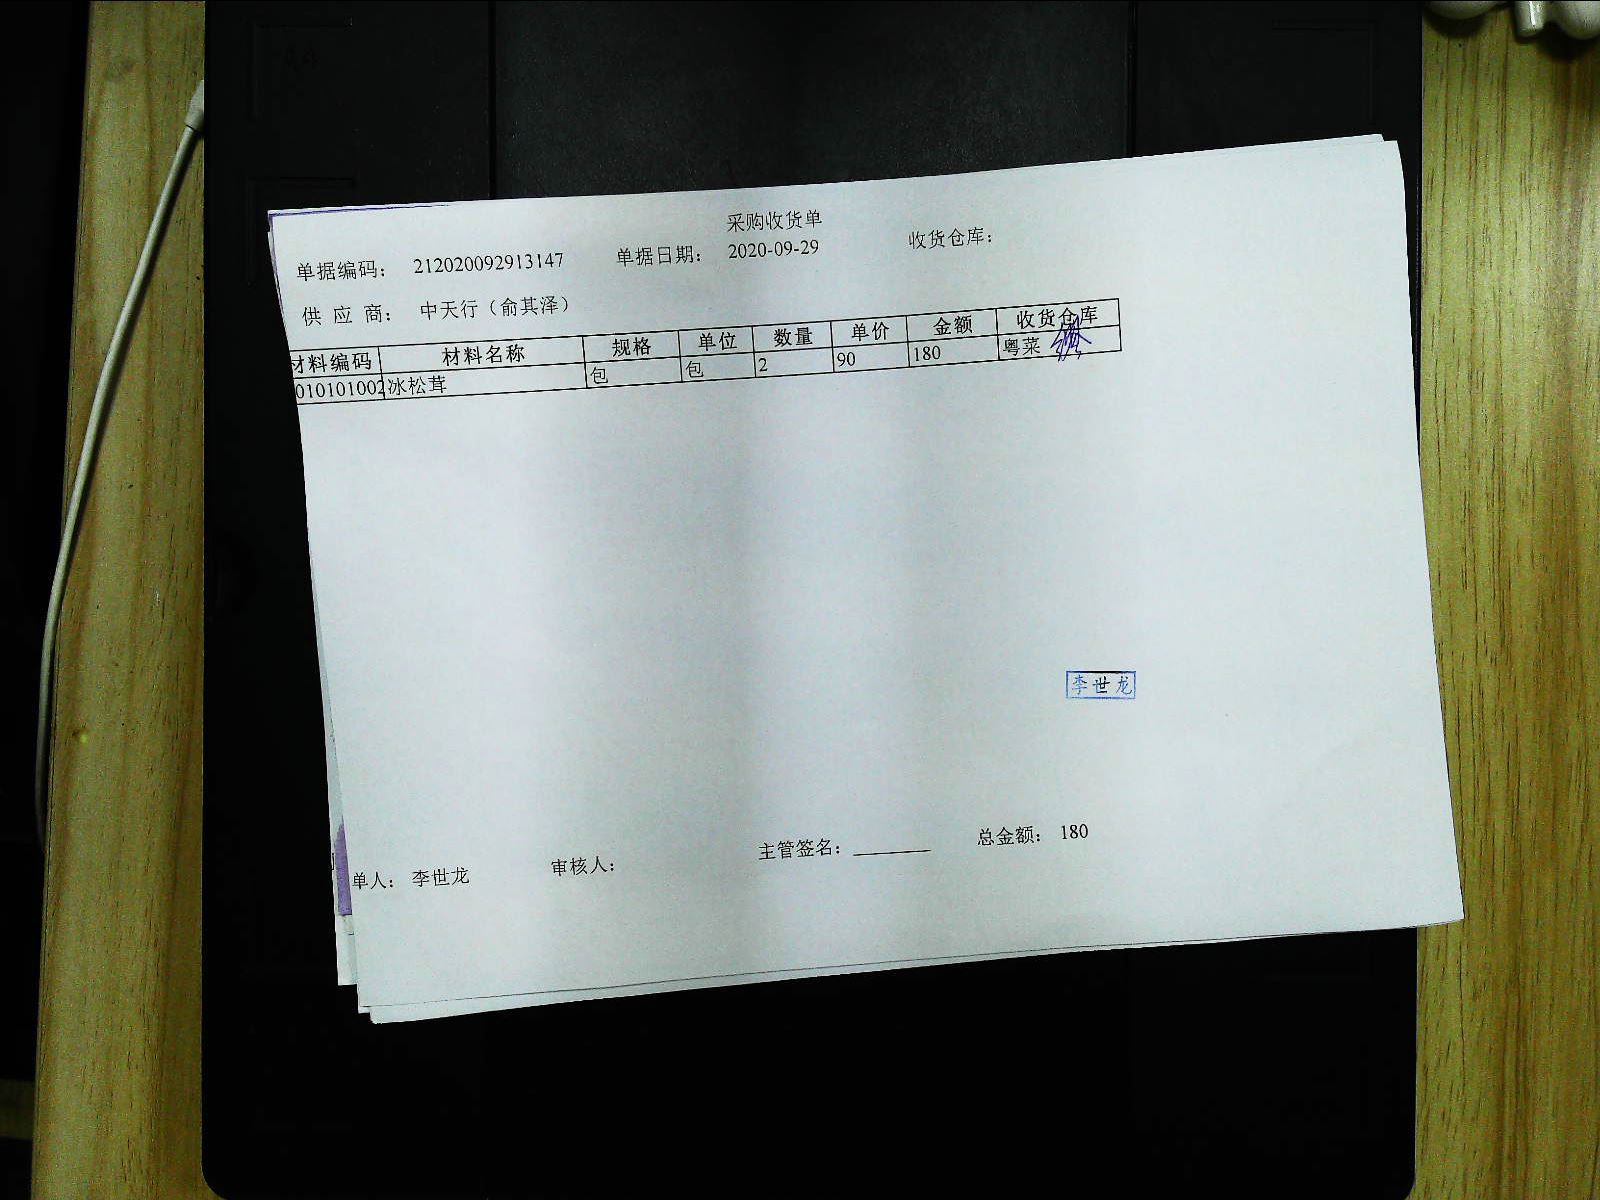 采购收货单
单据编码： 212020092913147 单据日期： 2020-09-29 收货仓库：
供 应 商： 中天行（俞其泽）
材料编码 材料名称 规格 单位 数量 单价 金额 收货仓库
010101002 冰松茸 包 包 2 90 180 粤菜
李世龙
单人： 李世龙 审核人： 主管签名： 总金额： 180